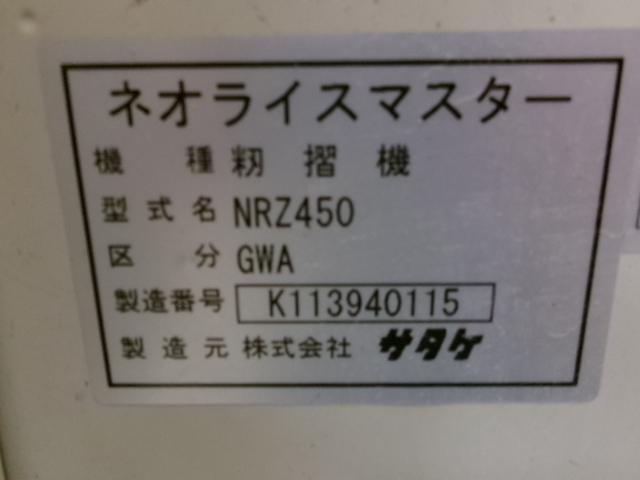 ネオライスマスター
機種 籾摺機
型式名 NRZ450
区分 GWA
製造番号 K113940115
製造元 株式会社 サタケ